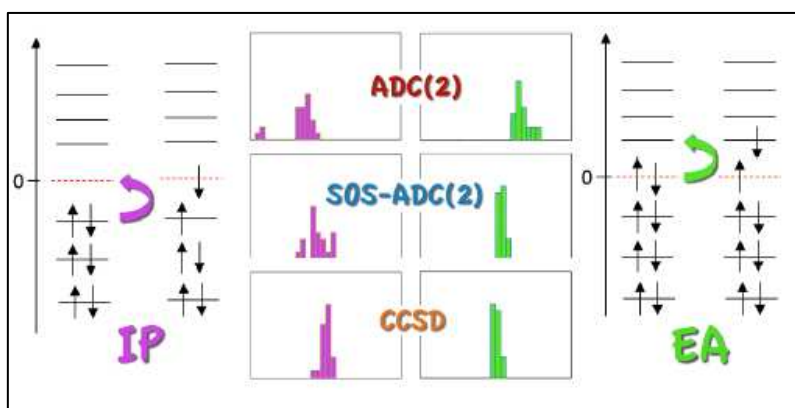 ADC(2)
0
0
SOS-ADC(2)
CCSD
IP
EA